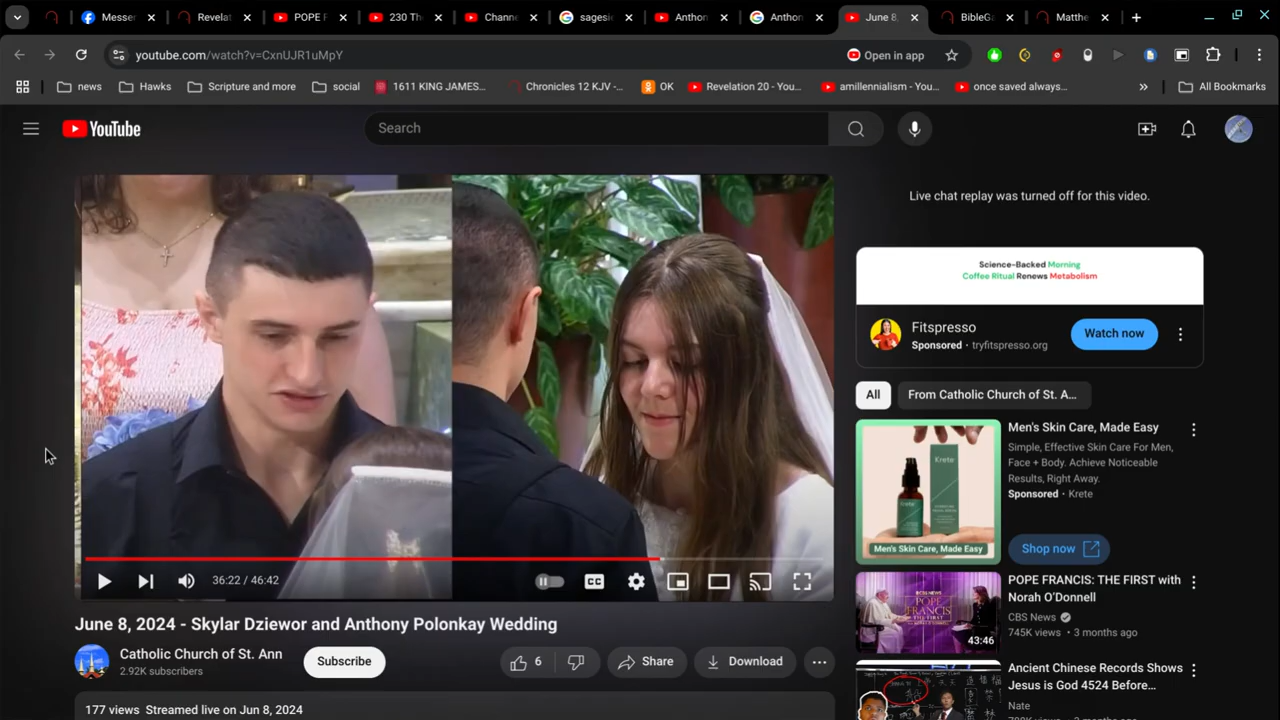 Messer
Revelat
POPE F
230 Th
Channe
sagesi
Anthon
Anthon
June 8,
BibleGa
Matthe
youtube.com/watch?v=CxnUJR1uMpY
Open in app
news
Hawks
Scripture and more
social
1611 KING JAMES...
Chronicles 12 KJV -...
OK
Revelation 20 - You...
amillennialism - You...
once saved always...
All Bookmarks
YouTube
Search
Live chat replay was turned off for this video.
Science-Backed Morning
Coffee Ritual Renews Metabolism
Fitspresso
Sponsored • tryfitspresso.org
Watch now
All
From Catholic Church of St. A...
Krete
Men's Skin Care, Made Easy
Men's Skin Care, Made Easy
Simple, Effective Skin Care For Men,
Face + Body. Achieve Noticeable
Results, Right Away.
Sponsored • Krete
Shop now
CBS NEWS
POPE
FRANCIS
THE FIRST
43:46
POPE FRANCIS: THE FIRST with
Norah O'Donnell
CBS News
745K views • 3 months ago
Ancient Chinese Records Shows
Jesus is God 4524 Before...
Nate
36:22 / 46:42
CC
June 8, 2024 - Skylar Dziewor and Anthony Polonkay Wedding
Catholic Church of St. Ann
2.92K subscribers
Subscribe
6
Share
Download
177 views Streamed live on Jun 8,